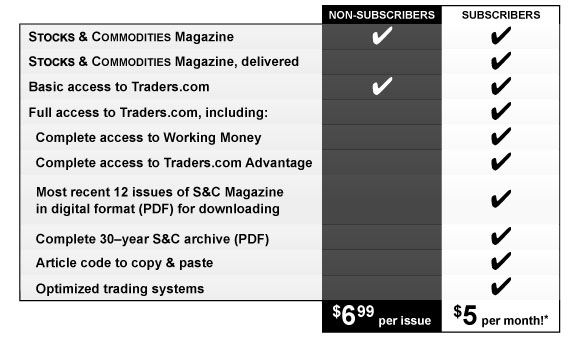 NON-SUBSCRIBERS SUBSCRIBERS
STOCKS & COMMODITIES Magazine ✔ ✔
STOCKS & COMMODITIES Magazine, delivered ✔
Basic access to Traders.com ✔ ✔
Full access to Traders.com, including: ✔
Complete access to Working Money ✔
Complete access to Traders.com Advantage ✔
Most recent 12 issues of S&C Magazine
in digital format (PDF) for downloading ✔
Complete 30–year S&C archive (PDF) ✔
Article code to copy & paste ✔
Optimized trading systems ✔
$6.99 per issue $5 per month!*